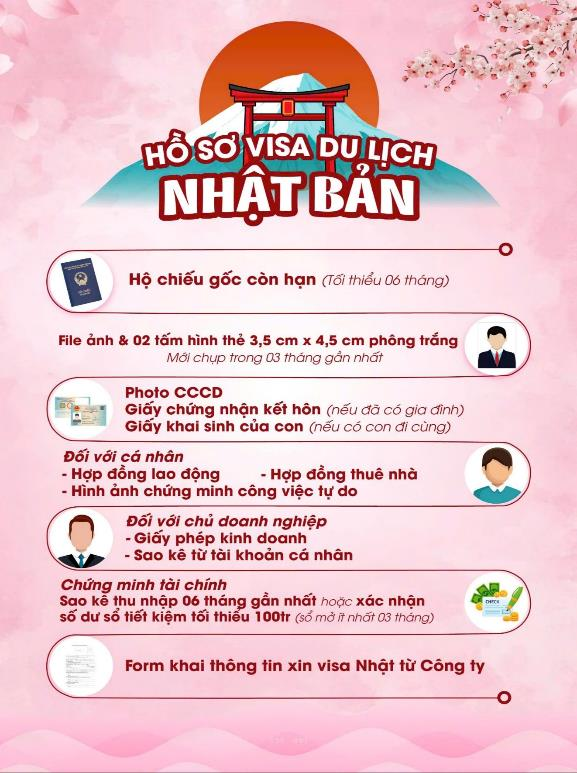 HỒ SƠ VISA DU LỊCH
NHẬT BẢN
Hộ chiếu gốc còn hạn (Tối thiểu 06 tháng)
File ảnh & 02 tấm hình thẻ 3,5 cm x 4,5 cm phông trắng
Mới chụp trong 03 tháng gần nhất
Photo CCCD
Giấy chứng nhận kết hôn (nếu đã có gia đình)
Giấy khai sinh của con (nếu có con đi cùng)
Đối với cá nhân
- Hợp đồng lao động - Hợp đồng thuê nhà
- Hình ảnh chứng minh công việc tự do
Đối với chủ doanh nghiệp
- Giấy phép kinh doanh
- Sao kê từ tài khoản cá nhân
Chứng minh tài chính
Sao kê thu nhập 06 tháng gần nhất hoặc xác nhận
số dư sổ tiết kiệm tối thiểu 100tr (sổ mở ít nhất 03 tháng)
CHECK
Form khai thông tin xin visa Nhật từ Công ty